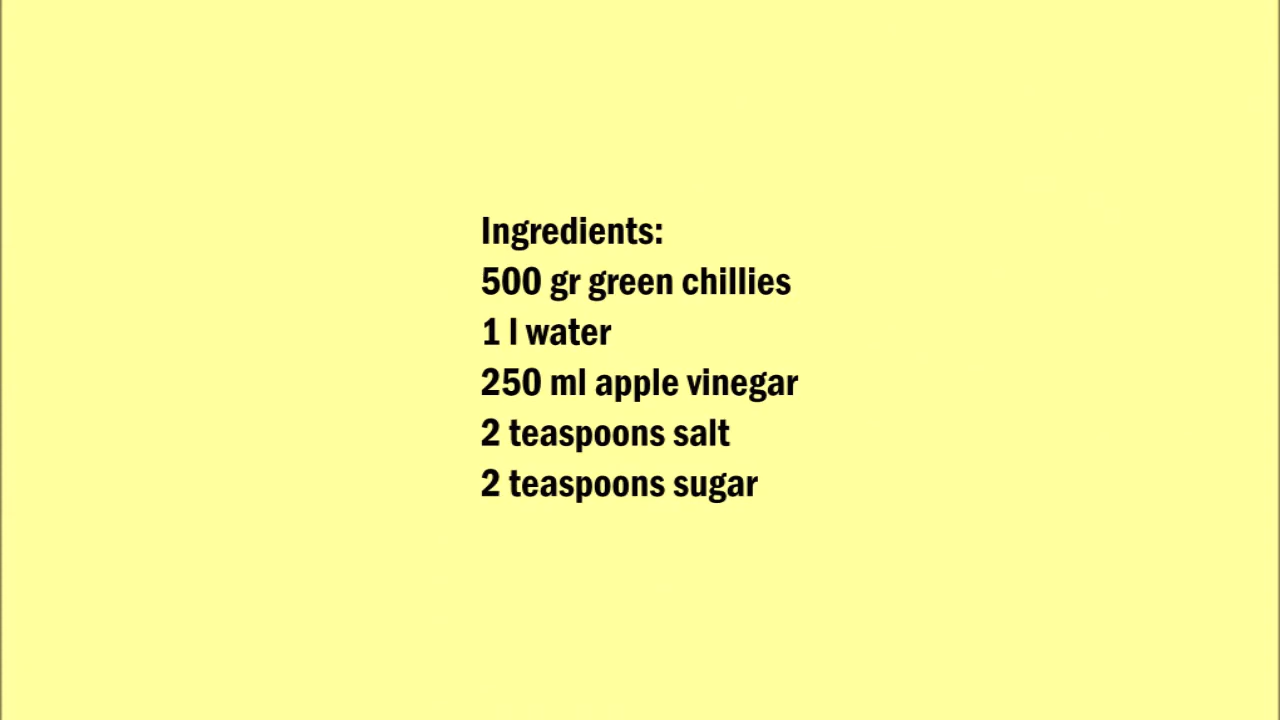 Ingredients:
500 gr green chillies
1 l water
250 ml apple vinegar
2 teaspoons salt
2 teaspoons sugar